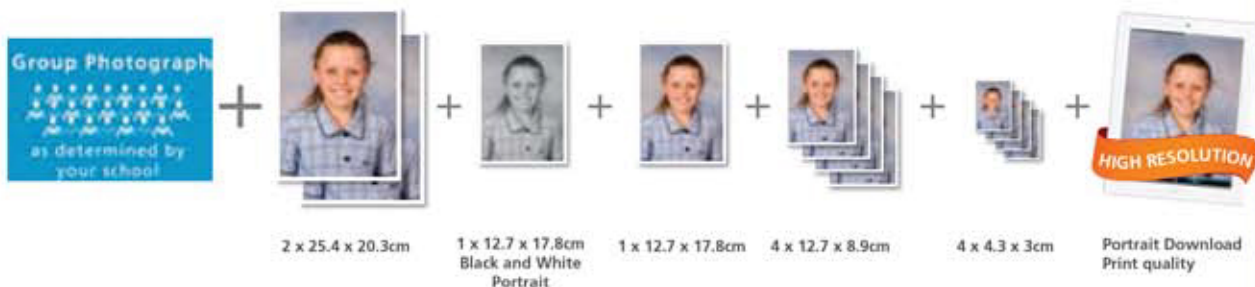 Group Photograph
as determined by
your school
+
+
+
+
+
+
HIGH RESOLUTION
2 x 25.4 x 20.3cm
1 x 12.7 x 17.8cm
Black and White
Portrait
1 x 12.7 x 17.8cm
4 x 12.7 x 8.9cm
4 x 4.3 x 3cm
Portrait Download
Print quality